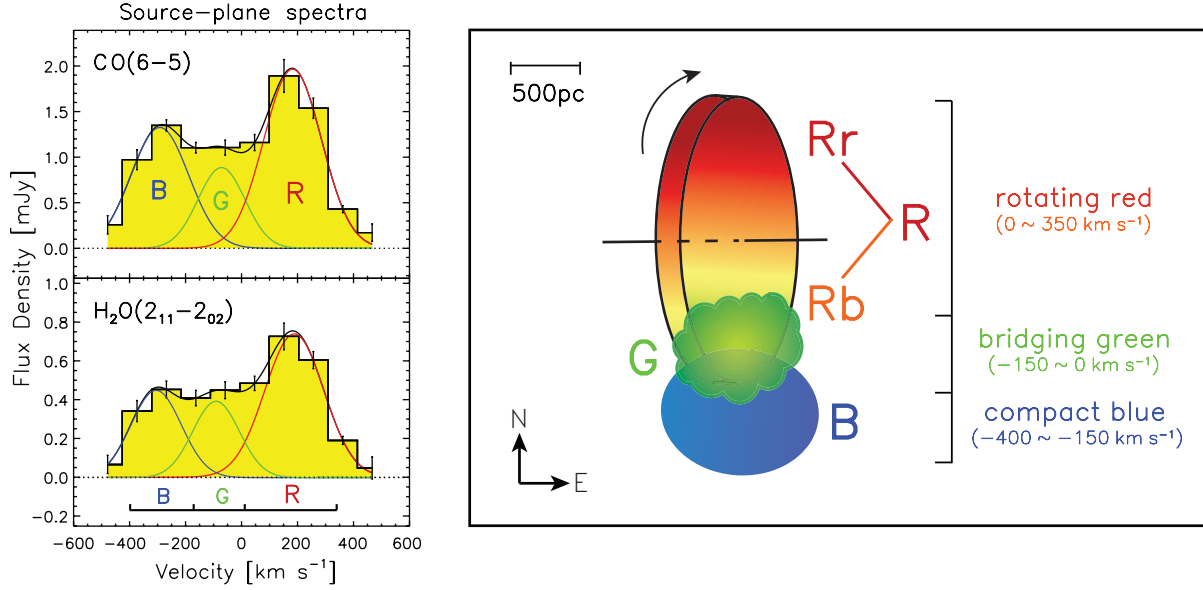 Source-plane spectra
CO(6-5)
B
G
R
2.0
1.5
1.0
0.5
0.0
H₂O(2₁₁-2₀₂)
0.8
0.6
0.4
0.2
0.0
-0.2
B
G
R
-600 -400 -200 0 200 400 600
Velocity [km s⁻¹]
Flux Density [mJy]
500pc
Rr
R
Rb
G
B
N
E
rotating red
(0 ~ 350 km s⁻¹)
bridging green
(-150 ~ 0 km s⁻¹)
compact blue
(-400 ~ -150 km s⁻¹)